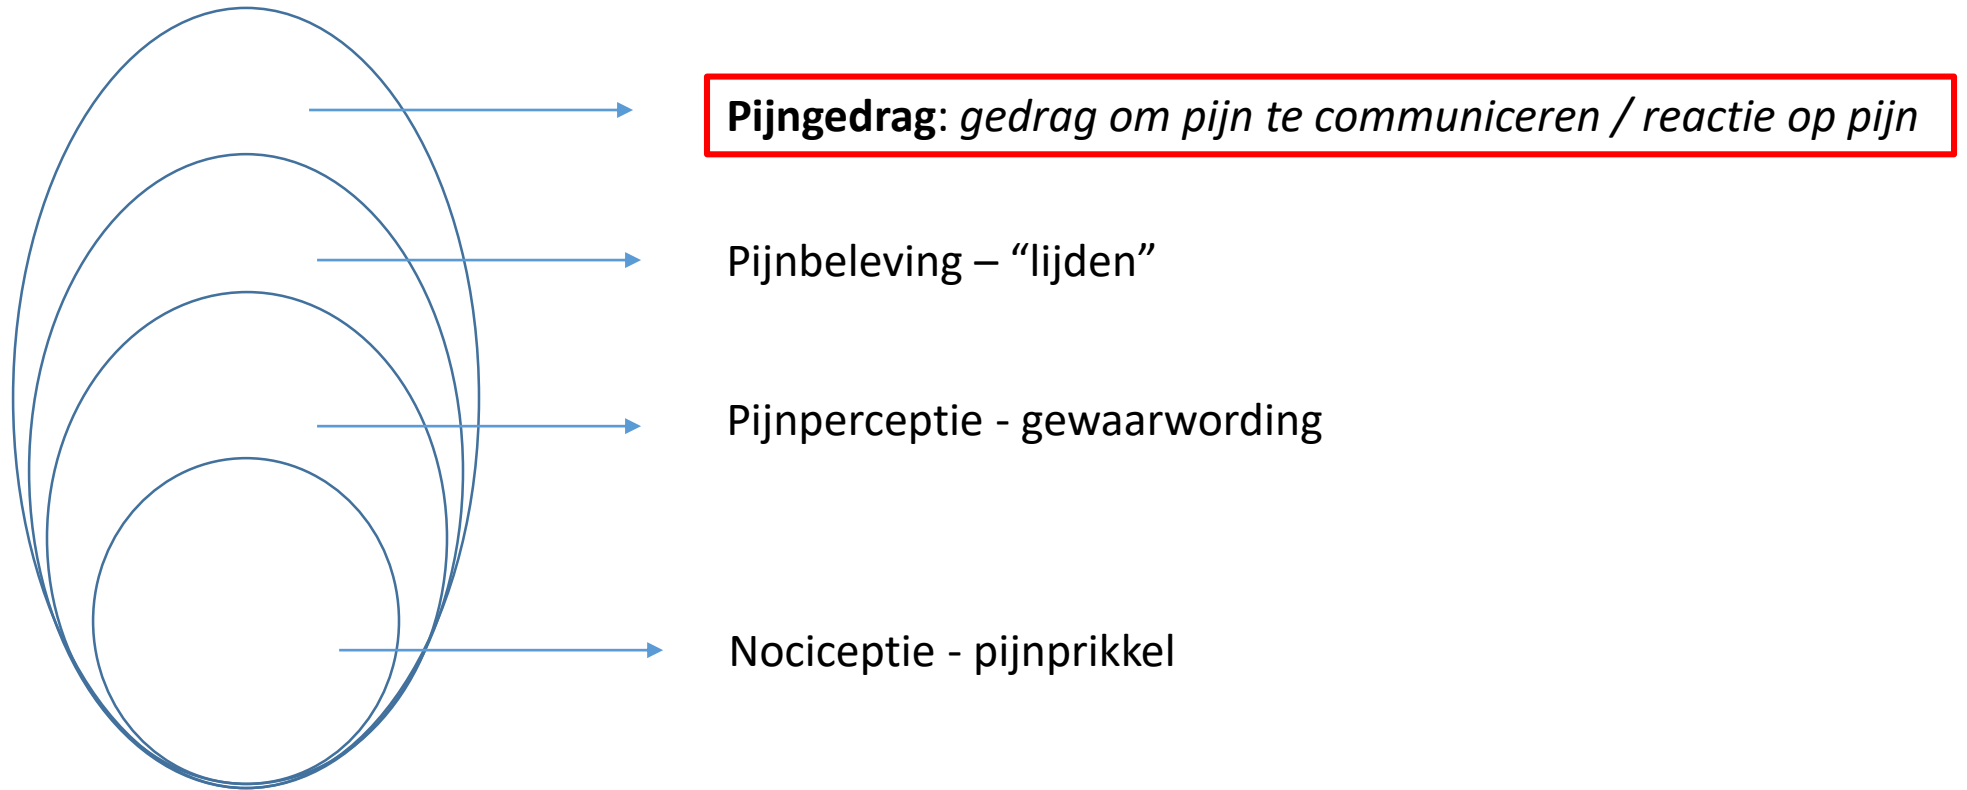 Pijngedrag: gedrag om pijn te communiceren / reactie op pijn
Pijnbeleving – “lijden”
Pijnperceptie - gewaarwording
Nociceptie - pijnprikkel